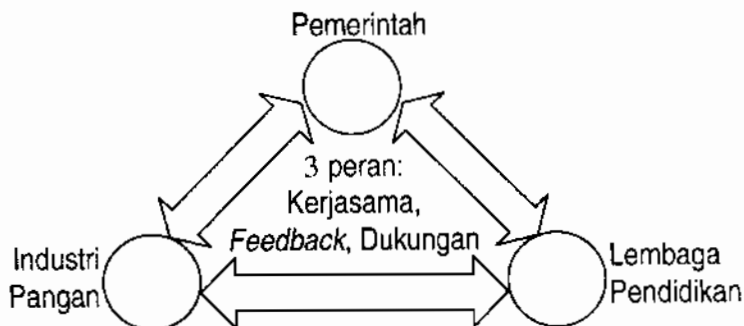 Pemerintah
3 peran:
Kerjasama,
Feedback, Dukungan
Industri
Pangan
Lembaga
Pendidikan